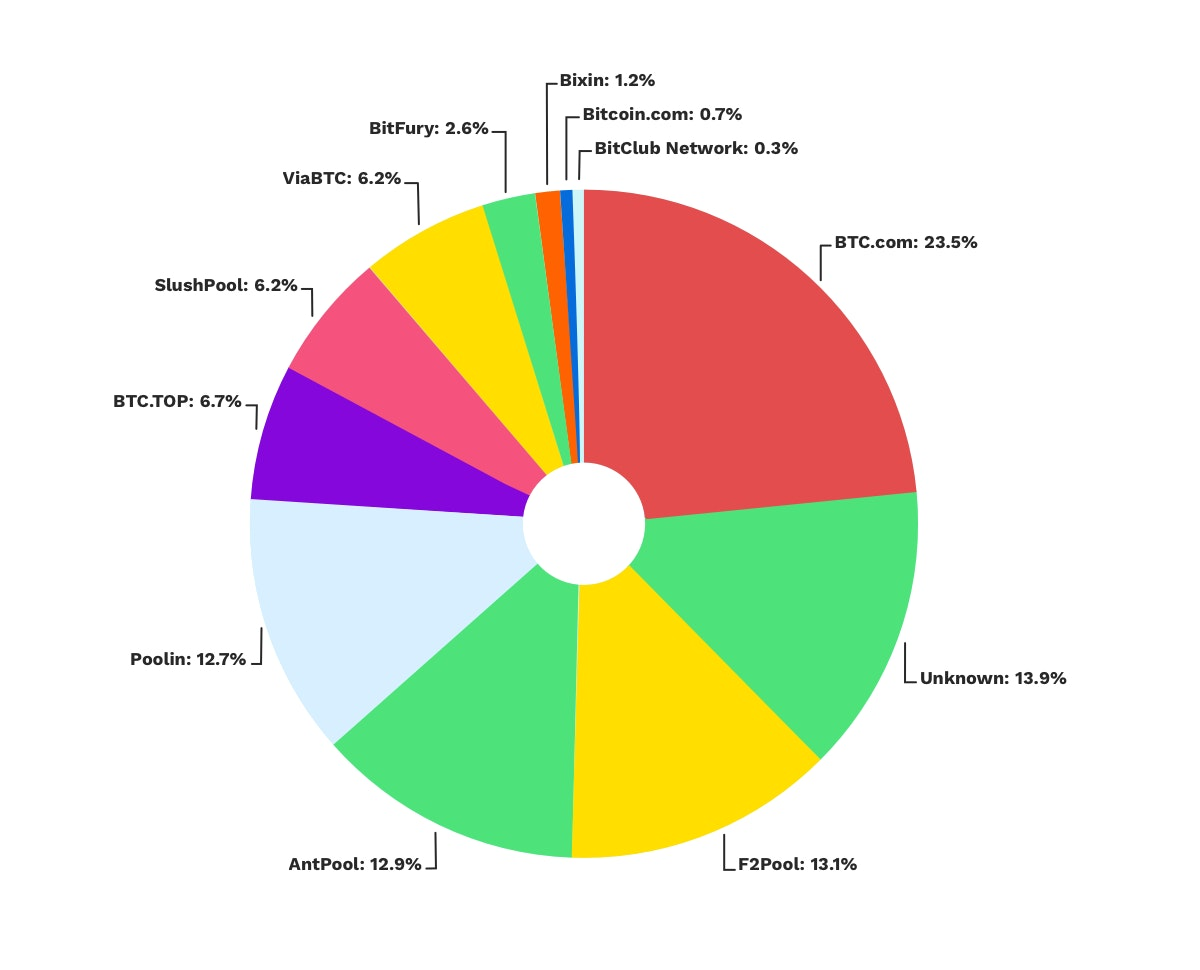 Bixin: 1.2%
Bitcoin.com: 0.7%
BitFury: 2.6%
BitClub Network: 0.3%
ViaBTC: 6.2%
BTC.com: 23.5%
SlushPool: 6.2%
BTC.TOP: 6.7%
Poolin: 12.7%
Unknown: 13.9%
AntPool: 12.9%
F2Pool: 13.1%